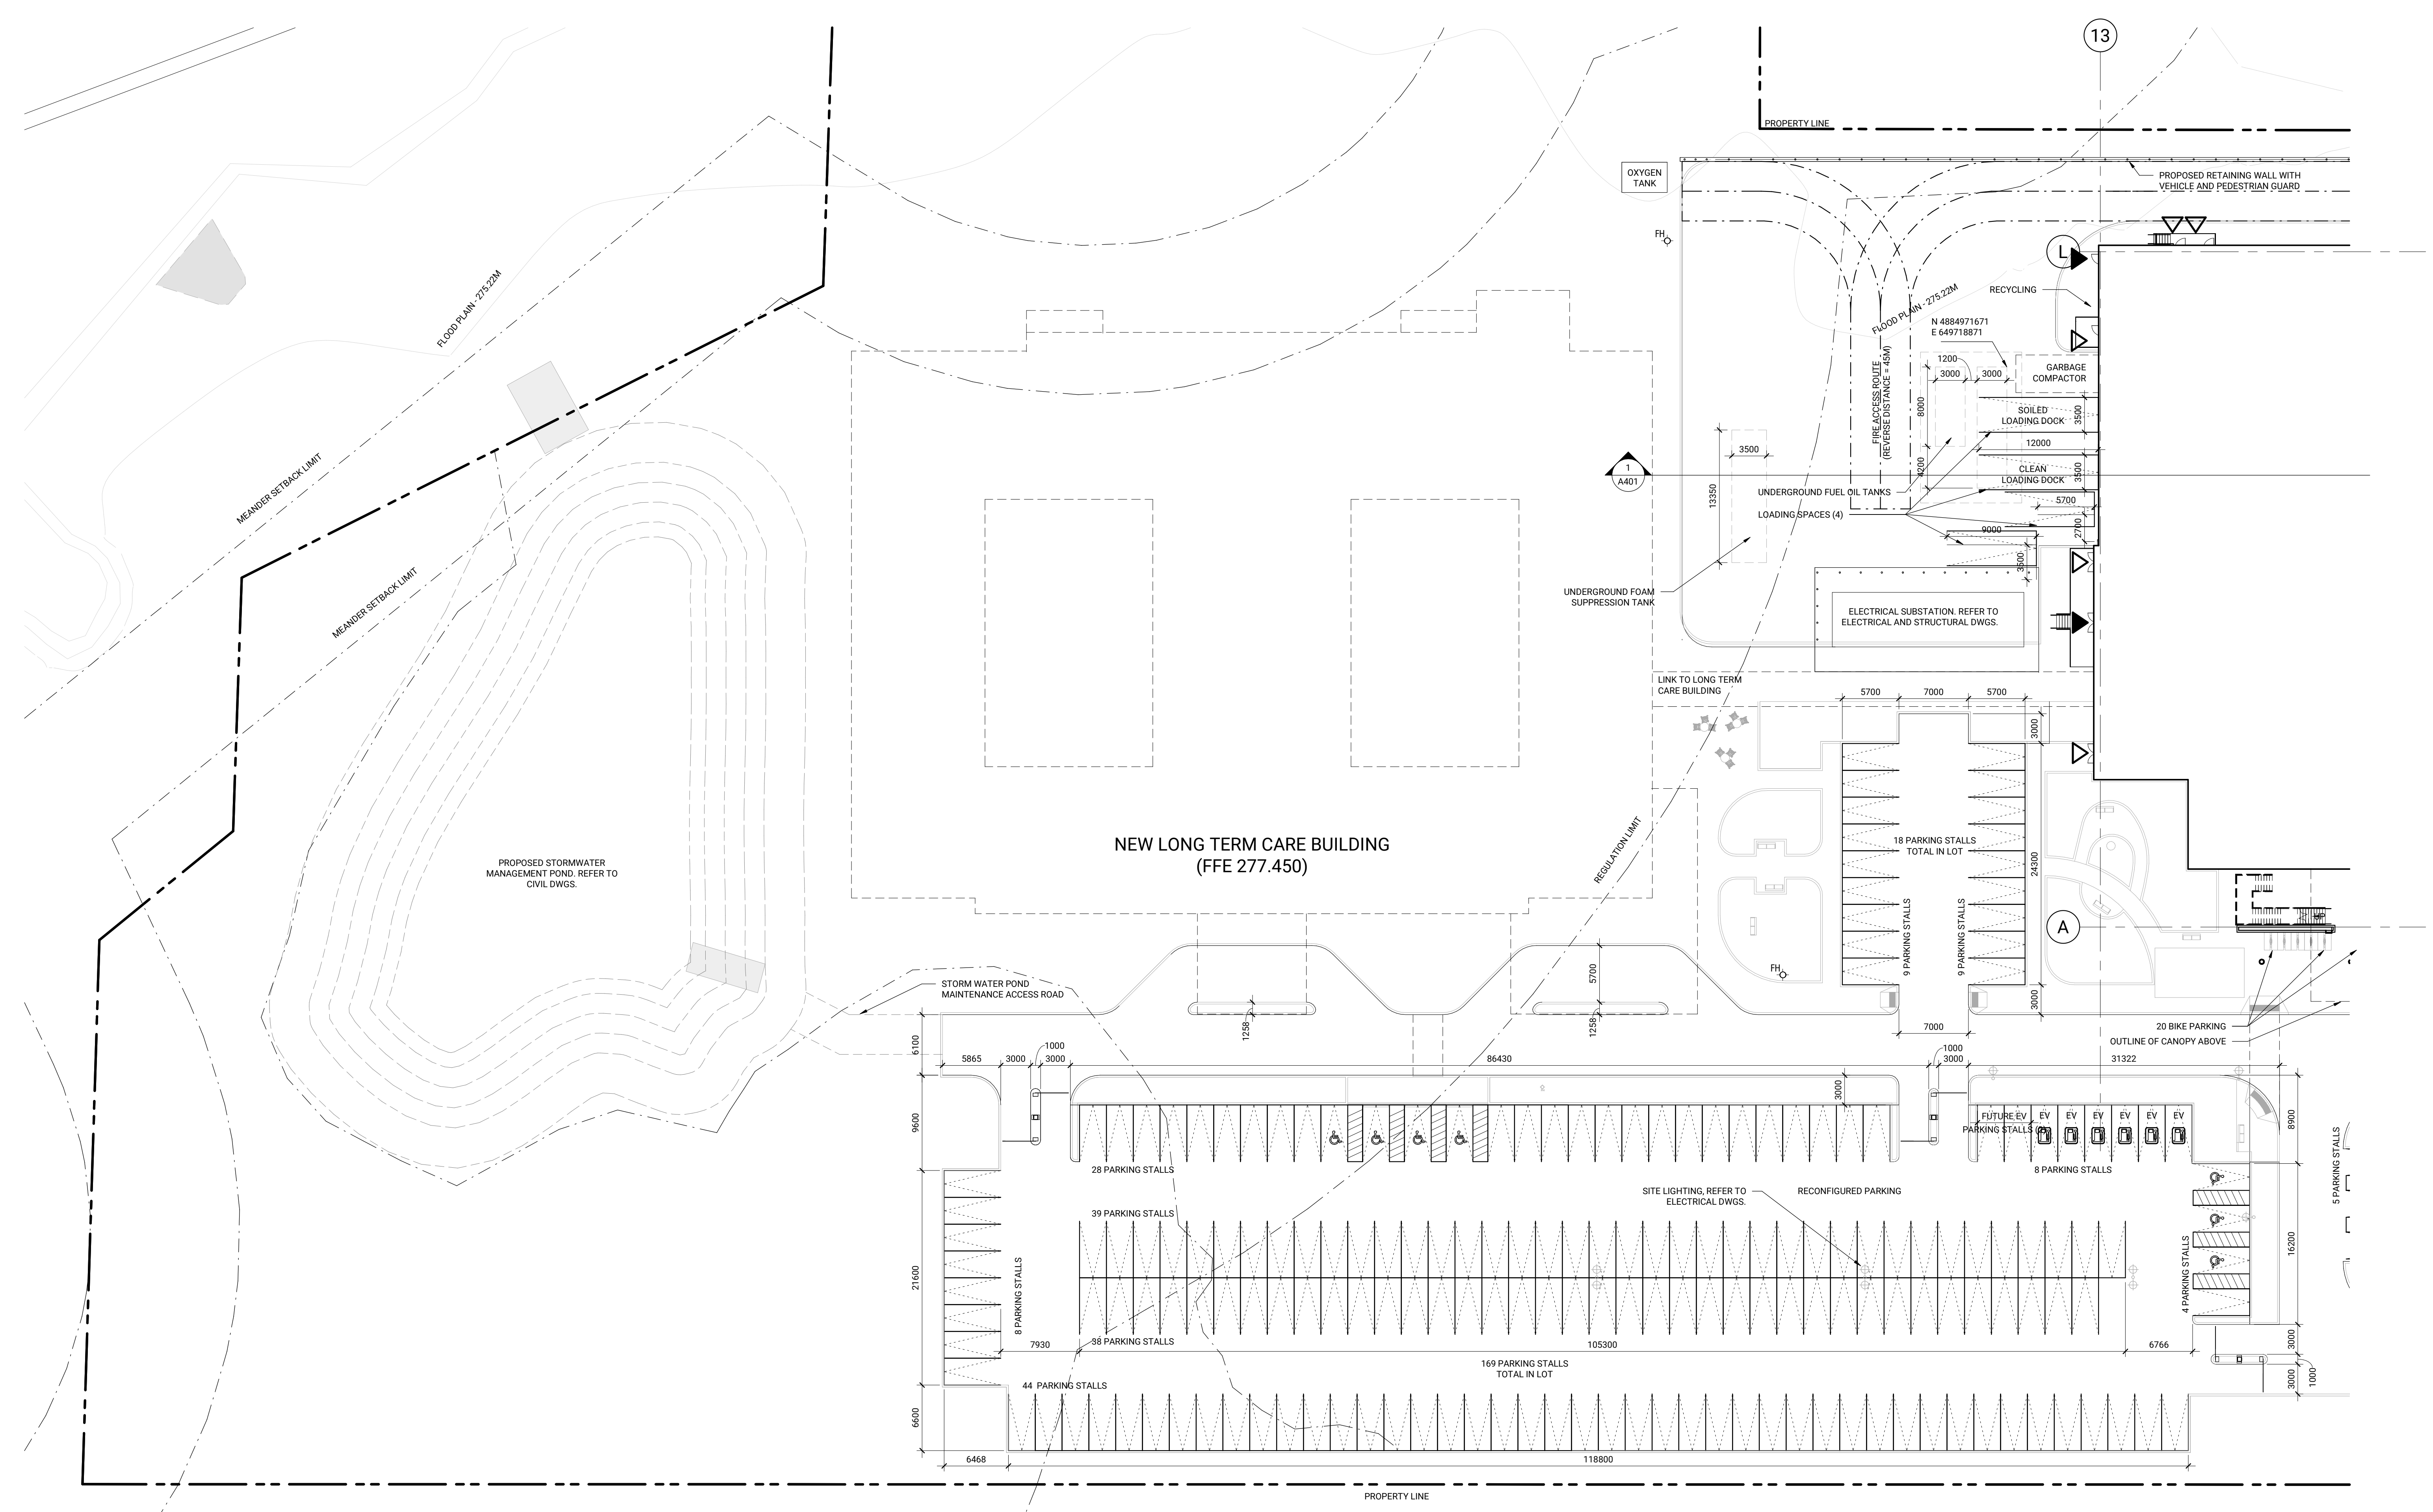 13
PROPERTY LINE
OXYGEN
TANK
PROPOSED RETAINING WALL WITH
VEHICLE AND PEDESTRIAN GUARD
FH
L
RECYCLING
FLOOD PLAIN - 275.22M
FLOOD PLAIN - 275.22M
N 4884971671
E 649718871
1200
3000
3000
GARBAGE
COMPACTOR
FIRE ACCESS ROUTE
(REVERSE DISTANCE = 45M)
8000
SOILED
LOADING DOCK
3500
12000
4200
CLEAN
LOADING DOCK
3500
MEANDER SETBACK LIMIT
1
A401
3500
13350
UNDERGROUND FUEL OIL TANKS
LOADING SPACES (4)
5700
2700
9000
3500
MEANDER SETBACK LIMIT
UNDERGROUND FOAM
SUPPRESSION TANK
ELECTRICAL SUBSTATION. REFER TO
ELECTRICAL AND STRUCTURAL DWGS.
LINK TO LONG TERM
CARE BUILDING
5700
7000
5700
3000
NEW LONG TERM CARE BUILDING
(FFE 277.450)
REGULATION LIMIT
18 PARKING STALLS
TOTAL IN LOT
24300
9 PARKING STALLS
9 PARKING STALLS
PROPOSED STORMWATER
MANAGEMENT POND. REFER TO
CIVIL DWGS.
A
FH
STORM WATER POND
MAINTENANCE ACCESS ROAD
5700
1258
1258
3000
7000
20 BIKE PARKING
OUTLINE OF CANOPY ABOVE
6100
5865
3000
1000
3000
86430
1000
3000
31322
9600
3000
FUTURE EV
PARKING STALLS (2)
EV
EV
EV
EV
EV
EV
8900
5 PARKING STALLS
28 PARKING STALLS
8 PARKING STALLS
SITE LIGHTING, REFER TO
ELECTRICAL DWGS.
RECONFIGURED PARKING
39 PARKING STALLS
21600
8 PARKING STALLS
4 PARKING STALLS
16200
38 PARKING STALLS
7930
105300
6766
3000
1000
3000
169 PARKING STALLS
TOTAL IN LOT
44 PARKING STALLS
6600
6468
118800
PROPERTY LINE